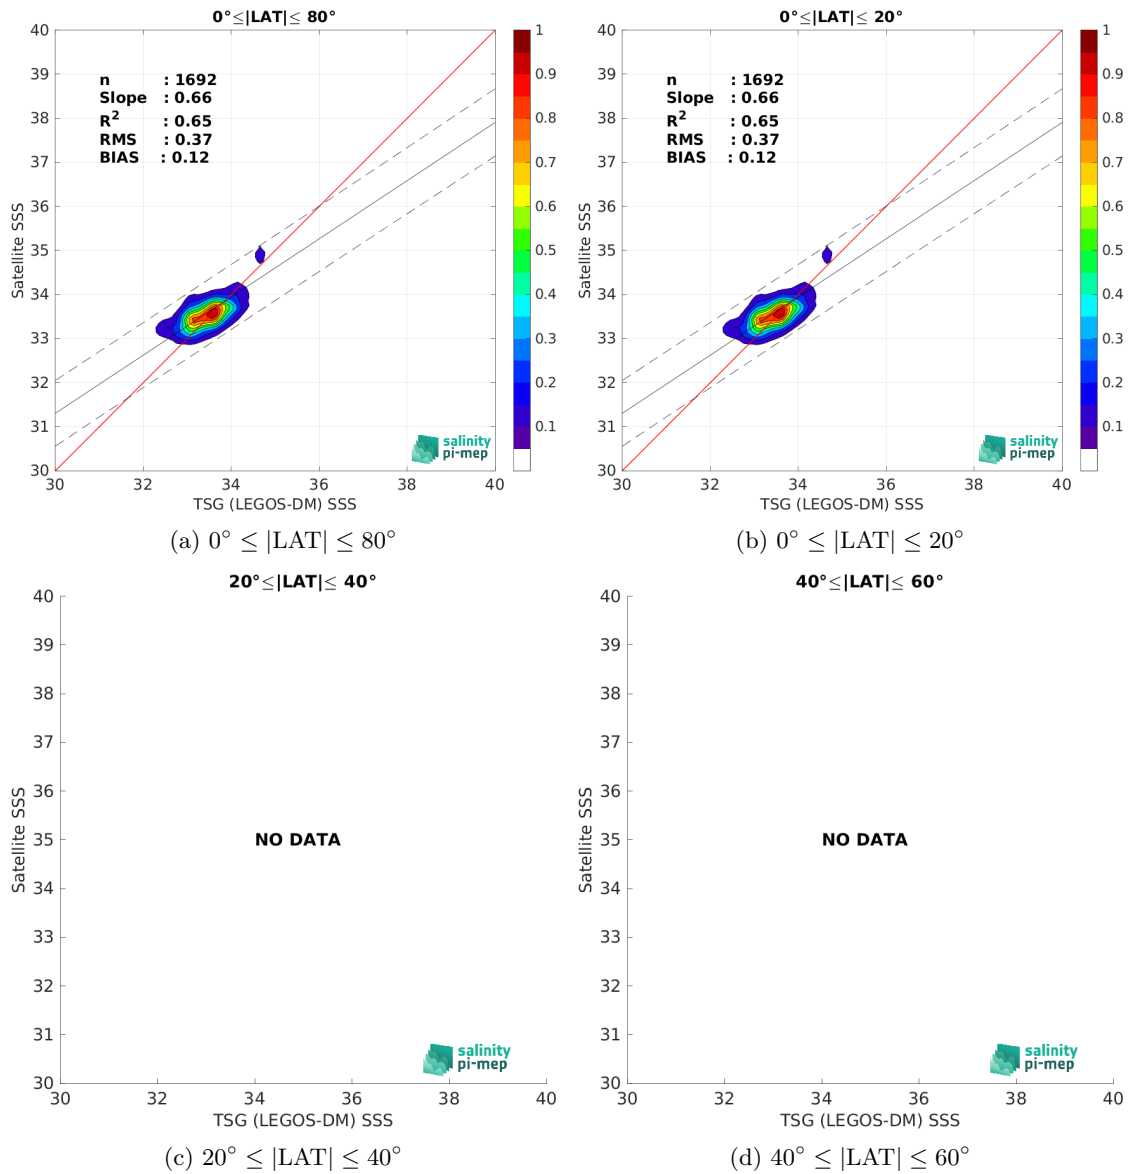 0°≤|LAT|≤ 80°
40
39
38
37
36
35
34
33
32
31
30
n : 1692
Slope : 0.66
R² : 0.65
RMS : 0.37
BIAS : 0.12
1
0.9
0.8
0.7
0.6
0.5
0.4
0.3
0.2
0.1
salinity
pi-mep
30 32 34 36 38 40
TSG (LEGOS-DM) SSS
Satellite SSS
(a) 0° ≤ |LAT| ≤ 80°
0°≤|LAT|≤ 20°
40
39
38
37
36
35
34
33
32
31
30
n : 1692
Slope : 0.66
R² : 0.65
RMS : 0.37
BIAS : 0.12
1
0.9
0.8
0.7
0.6
0.5
0.4
0.3
0.2
0.1
salinity
pi-mep
30 32 34 36 38 40
TSG (LEGOS-DM) SSS
Satellite SSS
(b) 0° ≤ |LAT| ≤ 20°
20°≤|LAT|≤ 40°
40
39
38
37
36
35
34
33
32
31
30
NO DATA
salinity
pi-mep
30 32 34 36 38 40
TSG (LEGOS-DM) SSS
Satellite SSS
(c) 20° ≤ |LAT| ≤ 40°
40°≤|LAT|≤ 60°
40
39
38
37
36
35
34
33
32
31
30
NO DATA
salinity
pi-mep
30 32 34 36 38 40
TSG (LEGOS-DM) SSS
Satellite SSS
(d) 40° ≤ |LAT| ≤ 60°